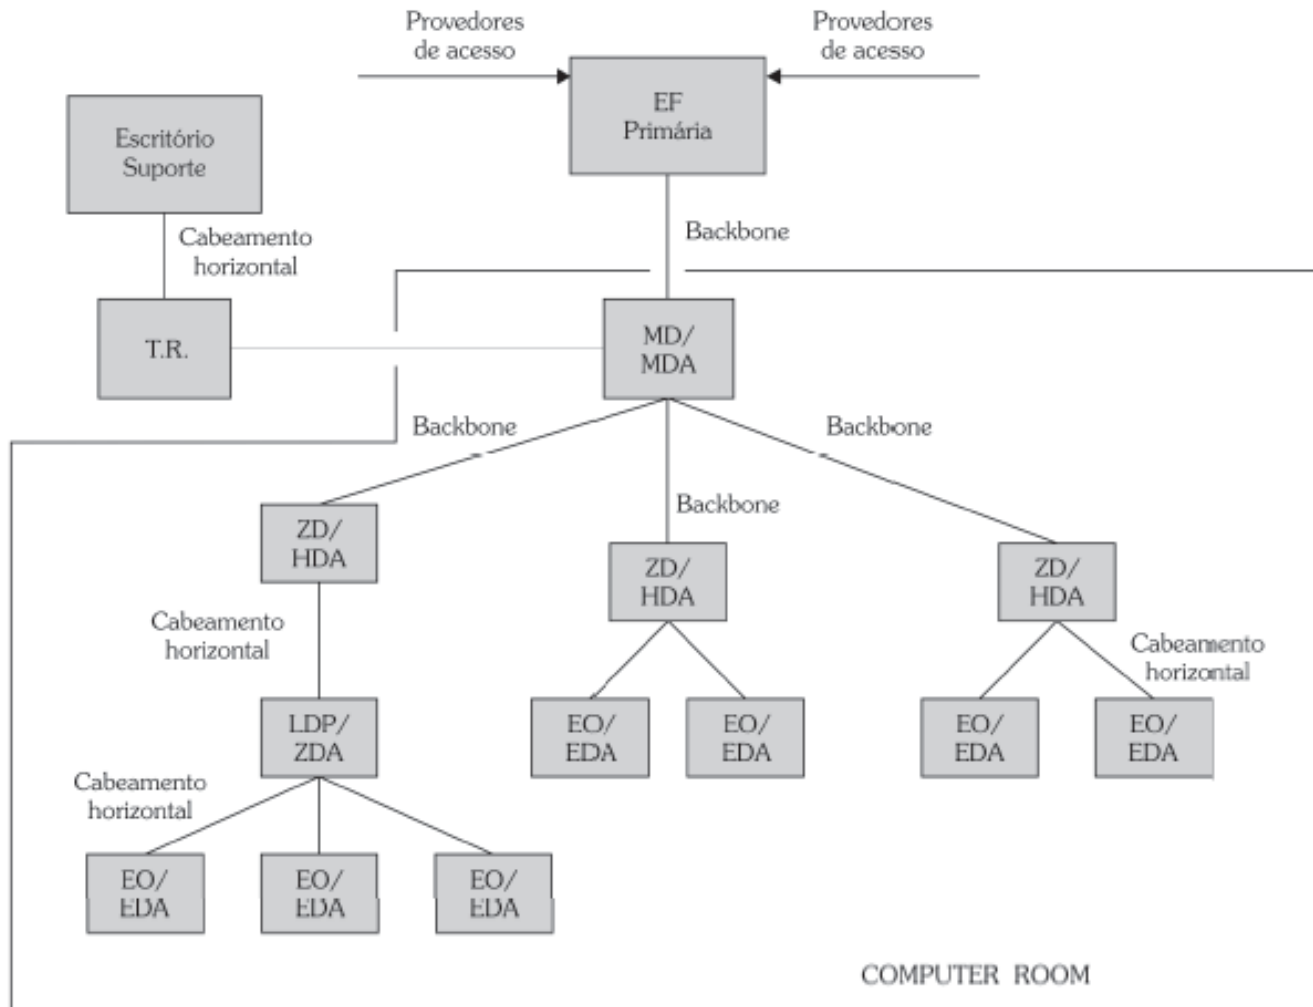 Provedores
de acesso
Provedores
de acesso
EF
Primária
Escritório
Suporte
Cabeamento
horizontal
Backbone
T.R.
MD/
MDA
Backbone
Backbone
Backbone
ZD/
HDA
ZD/
HDA
ZD/
HDA
Cabeamento
horizontal
Cabeamento
horizontal
LDP/
ZDA
EO/
EDA
EO/
EDA
EO/
EDA
EO/
EDA
Cabeamento
horizontal
EO/
EDA
EO/
EDA
EO/
EDA
COMPUTER ROOM